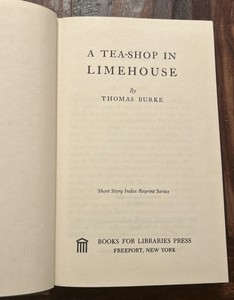 A TEA-SHOP IN
LIMEHOUSE
By
THOMAS BURKE
Short Story Index Reprint Series
BOOKS FOR LIBRARIES PRESS
FREEPORT, NEW YORK